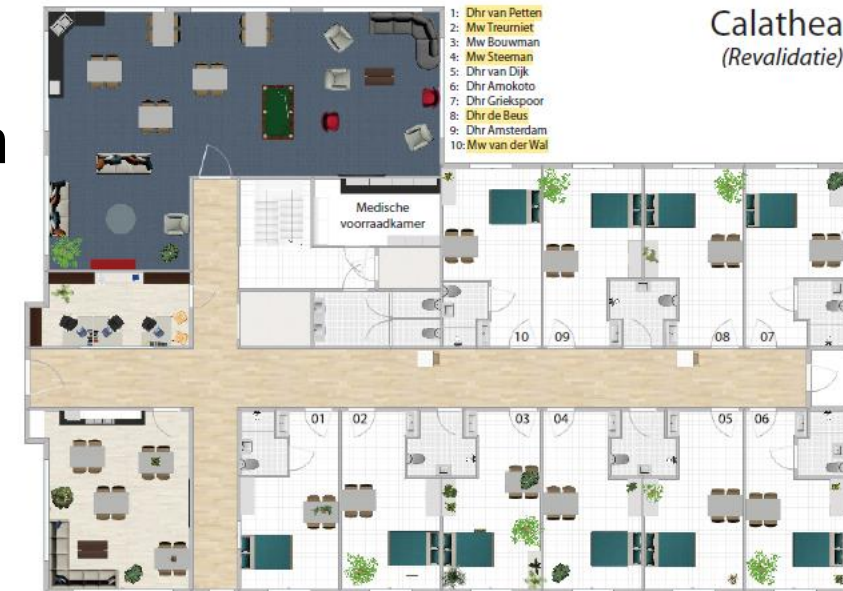 1: Dhr van Petten
2: Mw Treurniet
3: Mw Bouwman
4: Mw Steeman
5: Dhr van Dijk
6: Dhr Amokoto
7: Dhr Griekspoor
8: Dhr de Beus
9: Dhr Amsterdam
10: Mw van der Wal
Calathea
(Revalidatie)
Medische
voorraadkamer
10 09 08 07
01 02 03 04 05 06